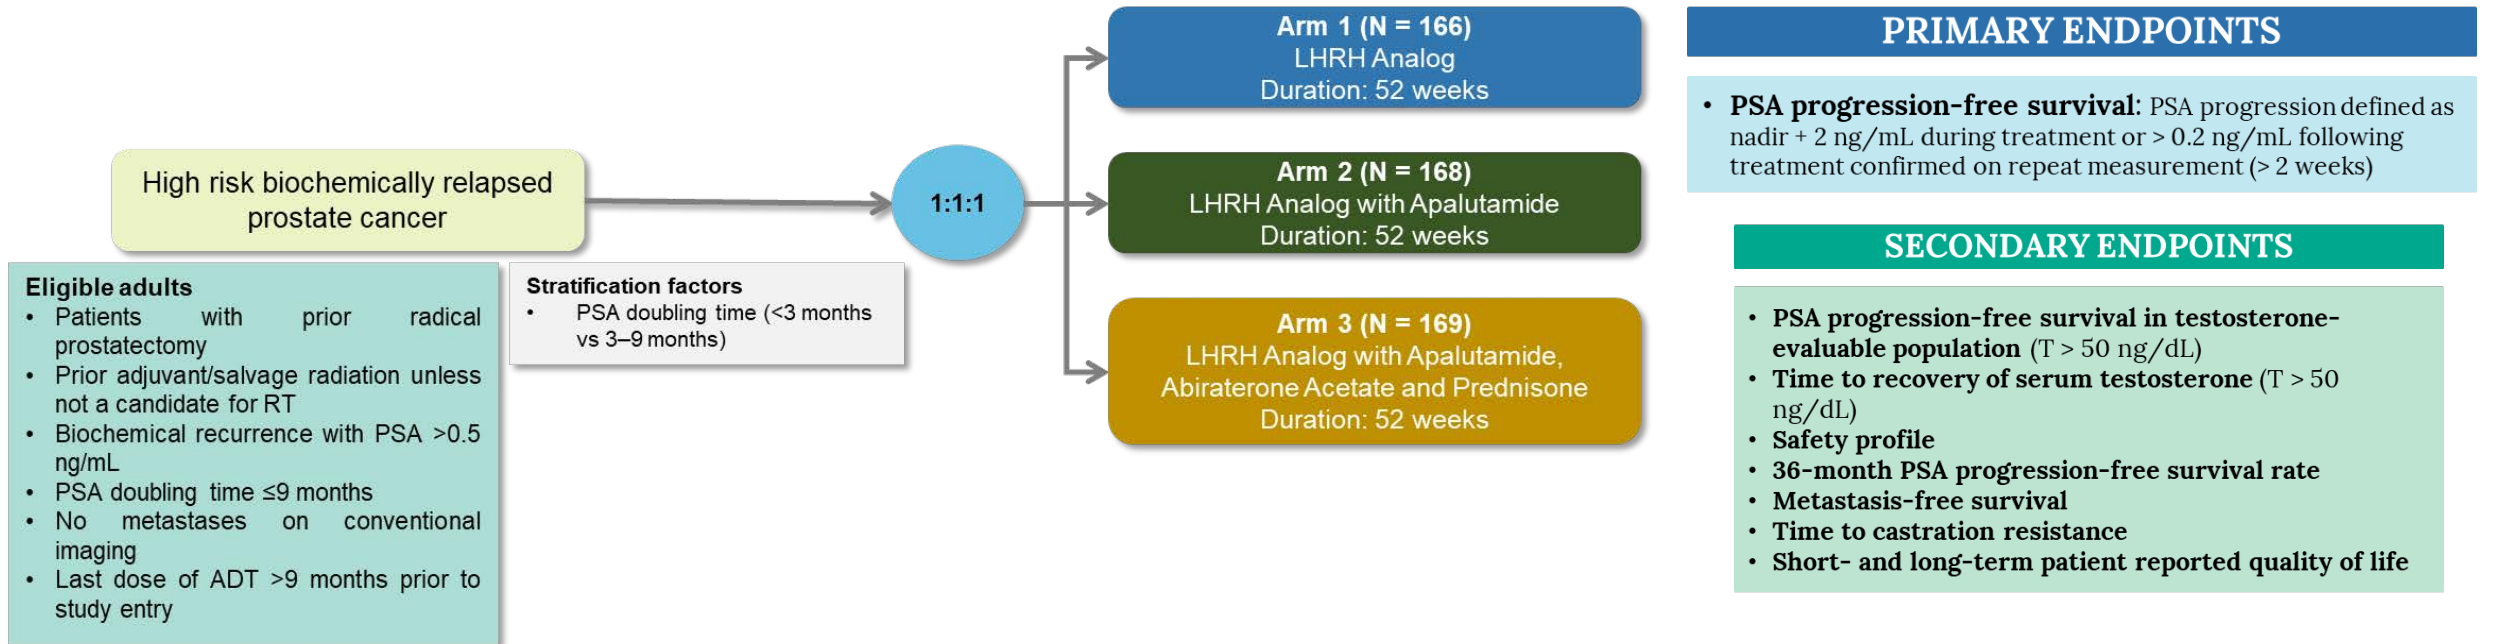 High risk biochemically relapsed
prostate cancer
Eligible adults
• Patients with prior radical
prostatectomy
• Prior adjuvant/salvage radiation unless
not a candidate for RT
• Biochemical recurrence with PSA >0.5
ng/mL
• PSA doubling time ≤9 months
• No metastases on conventional
imaging
• Last dose of ADT >9 months prior to
study entry
Stratification factors
• PSA doubling time (<3 months
vs 3–9 months)
1:1:1
Arm 1 (N = 166)
LHRH Analog
Duration: 52 weeks
Arm 2 (N = 168)
LHRH Analog with Apalutamide
Duration: 52 weeks
Arm 3 (N = 169)
LHRH Analog with Apalutamide,
Abiraterone Acetate and Prednisone
Duration: 52 weeks
PRIMARY ENDPOINTS
• PSA progression-free survival: PSA progression defined as
nadir + 2 ng/mL during treatment or > 0.2 ng/mL following
treatment confirmed on repeat measurement (> 2 weeks)
SECONDARY ENDPOINTS
• PSA progression-free survival in testosterone-
evaluable population (T > 50 ng/dL)
• Time to recovery of serum testosterone (T > 50
ng/dL)
• Safety profile
• 36-month PSA progression-free survival rate
• Metastasis-free survival
• Time to castration resistance
• Short- and long-term patient reported quality of life